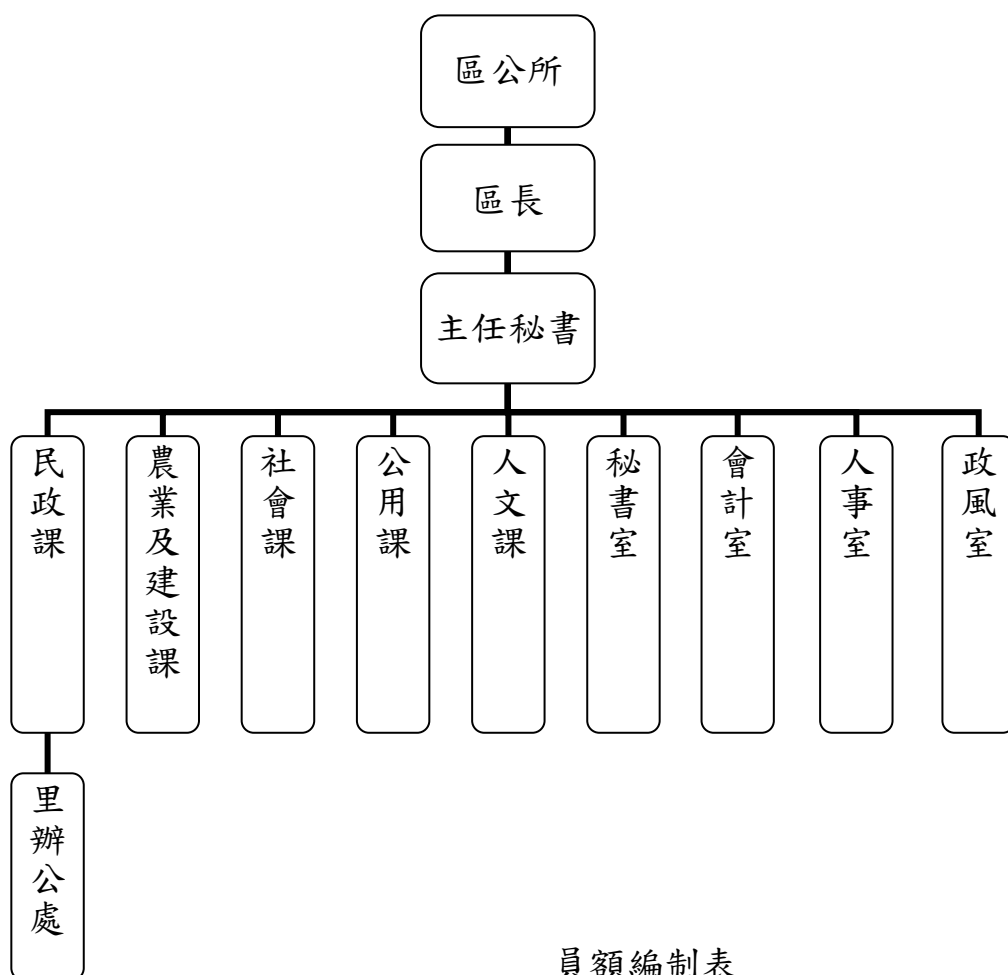 區公所
區長
主任秘書
民政課
農業及建設課
社會課
公用課
人文課
秘書室
會計室
人事室
政風室
里辦公處
員額編制表